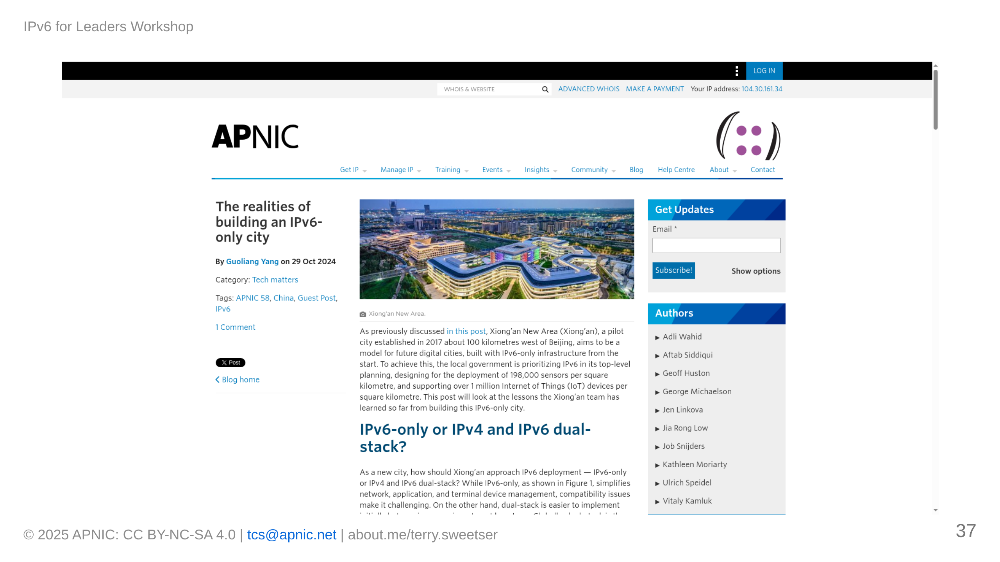 IPv6 for Leaders Workshop
LOG IN
WHOIS & WEBSITE
ADVANCED WHOIS MAKE A PAYMENT Your IP address: 104.30.161.34
APNIC
(::)
Get IP Manage IP Training Events Insights Community Blog Help Centre About Contact
The realities of
building an IPv6-
only city
By Guoliang Yang on 29 Oct 2024
Category: Tech matters
Tags: APNIC 58, China, Guest Post,
IPv6
1 Comment
Post
Blog home
Xiong'an New Area.
As previously discussed in this post, Xiong’an New Area (Xiong’an), a pilot
city established in 2017 about 100 kilometres west of Beijing, aims to be a
model for future digital cities, built with IPv6-only infrastructure from the
start. To achieve this, the local government is prioritizing IPv6 in its top-level
planning, designing for the deployment of 198,000 sensors per square
kilometre, and supporting over 1 million Internet of Things (IoT) devices per
square kilometre. This post will look at the lessons the Xiong’an team has
learned so far from building this IPv6-only city.
IPv6-only or IPv4 and IPv6 dual-
stack?
As a new city, how should Xiong’an approach IPv6 deployment — IPv6-only
or IPv4 and IPv6 dual-stack? While IPv6-only, as shown in Figure 1, simplifies
network, application, and terminal device management, compatibility issues
make it challenging. On the other hand, dual-stack is easier to implement
Get Updates
Email *
Subscribe! Show options
Authors
Adli Wahid
Aftab Siddiqui
Geoff Huston
George Michaelson
Jen Linkova
Jia Rong Low
Job Snijders
Kathleen Moriarty
Ulrich Speidel
Vitaly Kamluk
© 2025 APNIC: CC BY-NC-SA 4.0 | tcs@apnic.net | about.me/terry.sweetser
37